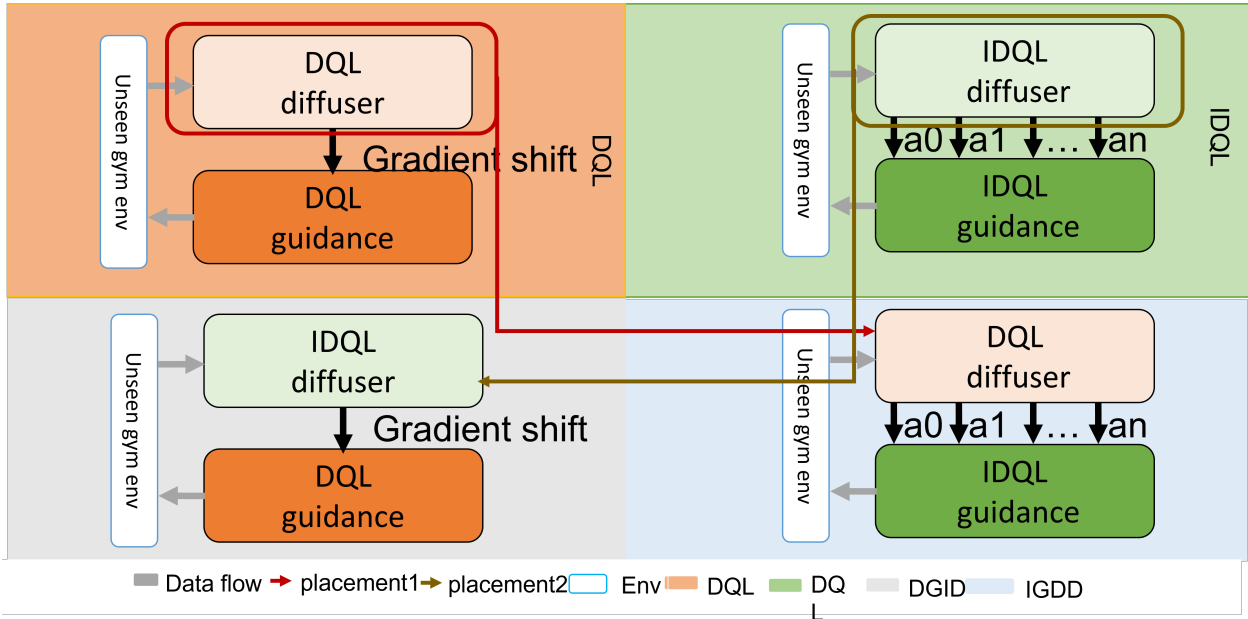 Unseen gym env
DQL
diffuser
Gradient shift
DQL
guidance
DQL
Unseen gym env
IDQL
diffuser
a0 a1 ... an
IDQL
guidance
IDQL
Unseen gym env
IDQL
diffuser
Gradient shift
DQL
guidance
Unseen gym env
DQL
diffuser
a0 a1 ... an
IDQL
guidance
Data flow placement1 placement2 Env DQL DQ DGID IGDD
L